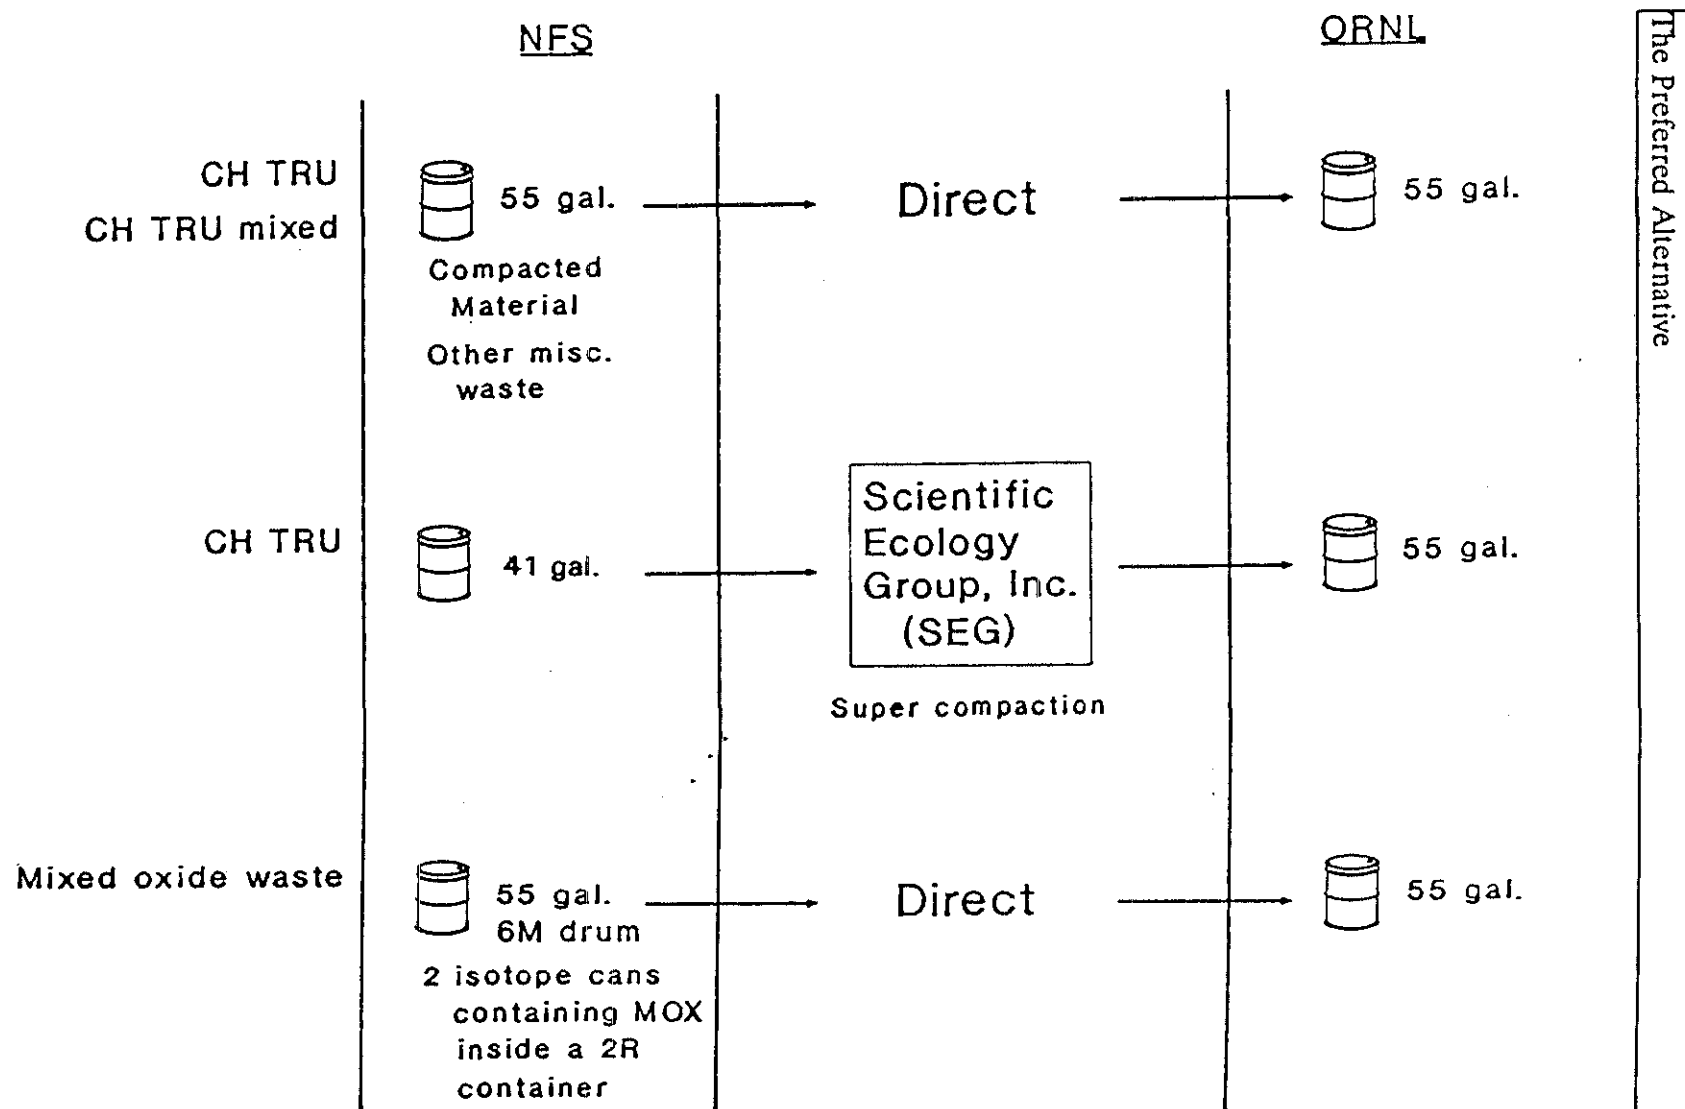 NFS
ORNL
The Preferred Alternative
CH TRU
CH TRU mixed
55 gal.
Direct
55 gal.
Compacted
Material
Other misc.
waste
CH TRU
41 gal.
Scientific
Ecology
Group, Inc.
(SEG)
55 gal.
Super compaction
Mixed oxide waste
55 gal.
6M drum
Direct
55 gal.
2 isotope cans
containing MOX
inside a 2R
container